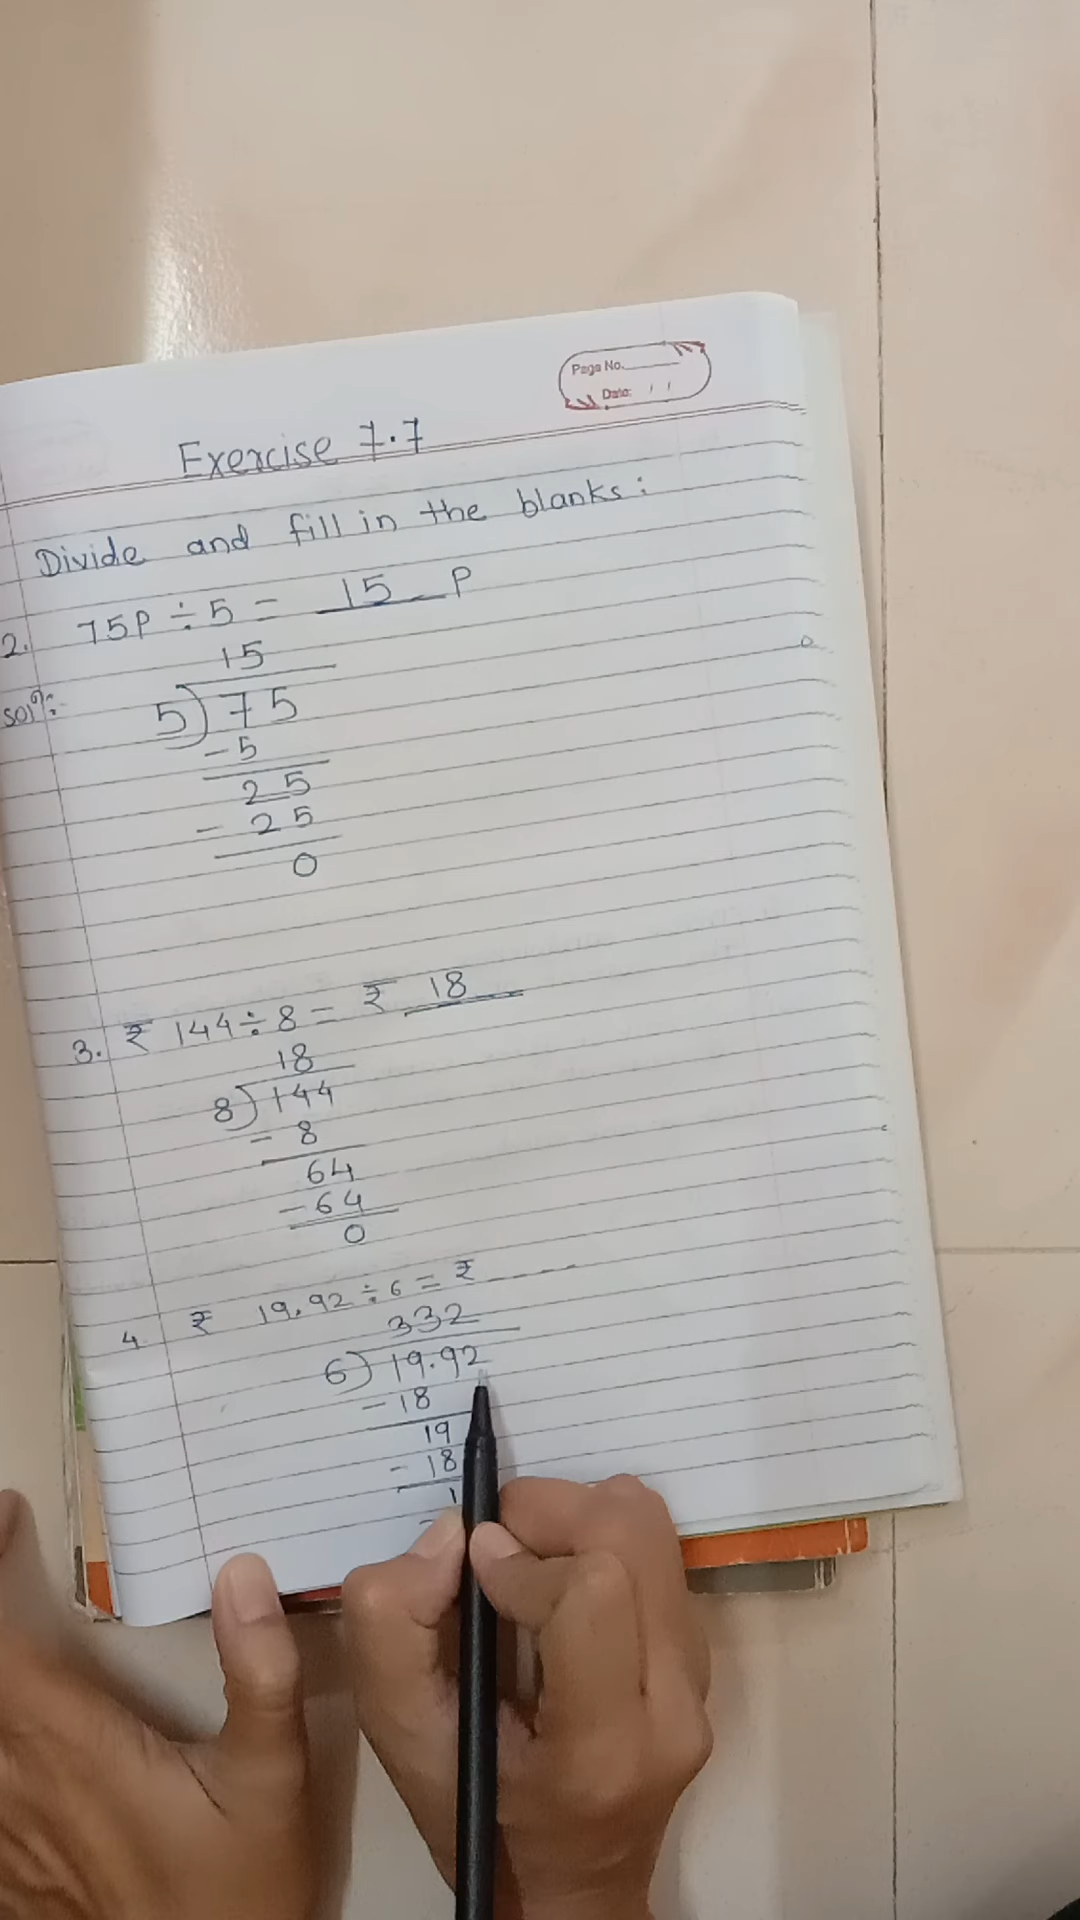 Page No.
Date: / /
Exercise 7.7
Divide and fill in the blanks:
2. 75P ÷ 5 = 15 P
15
solⁿ: 5) 75
- 5
25
- 25
0
3. ₹ 144 ÷ 8 = ₹ 18
18
8) 144
- 8
64
- 64
0
4. ₹ 19.92 ÷ 6 = ₹
332
6) 19.92
- 18
19
- 18
1